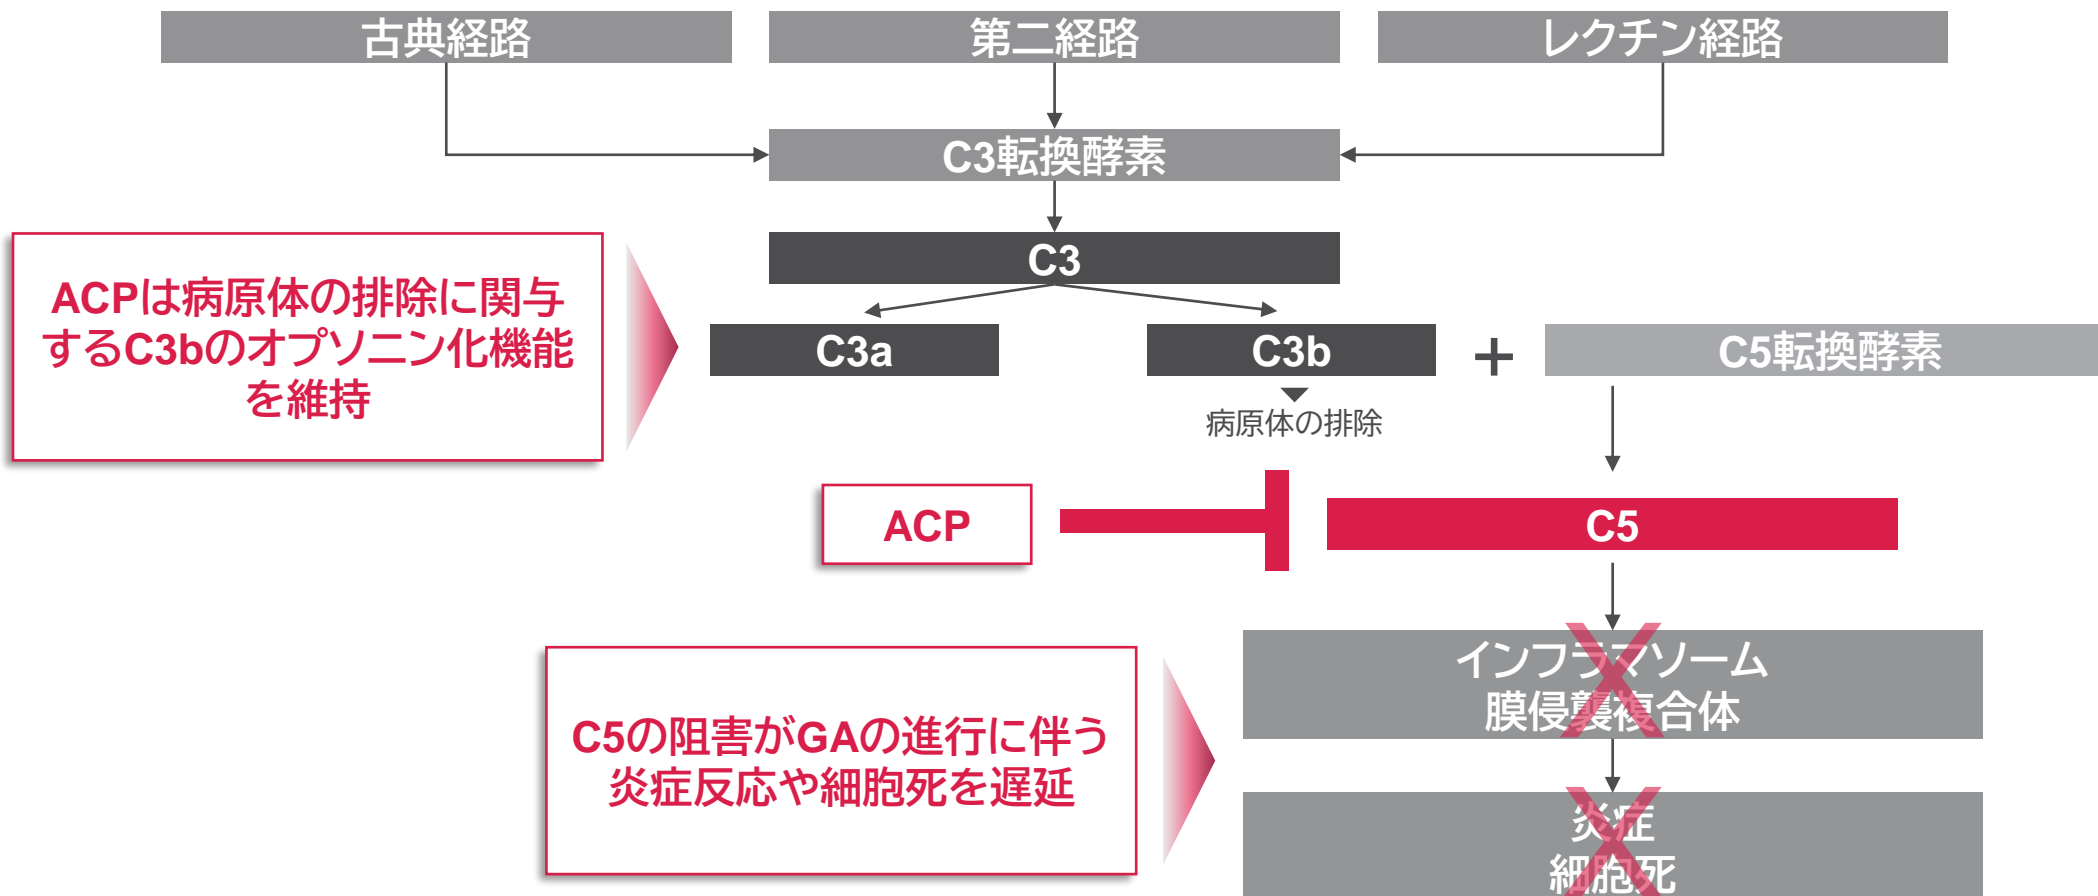 古典経路
第二経路
レクチン経路
C3転換酵素
C3
ACPは病原体の排除に関与
するC3bのオプソニン化機能
を維持
C3a
C3b
+
C5転換酵素
病原体の排除
ACP
C5
インフラマソーム
膜侵襲複合体
C5の阻害がGAの進行に伴う
炎症反応や細胞死を遅延
炎症
細胞死